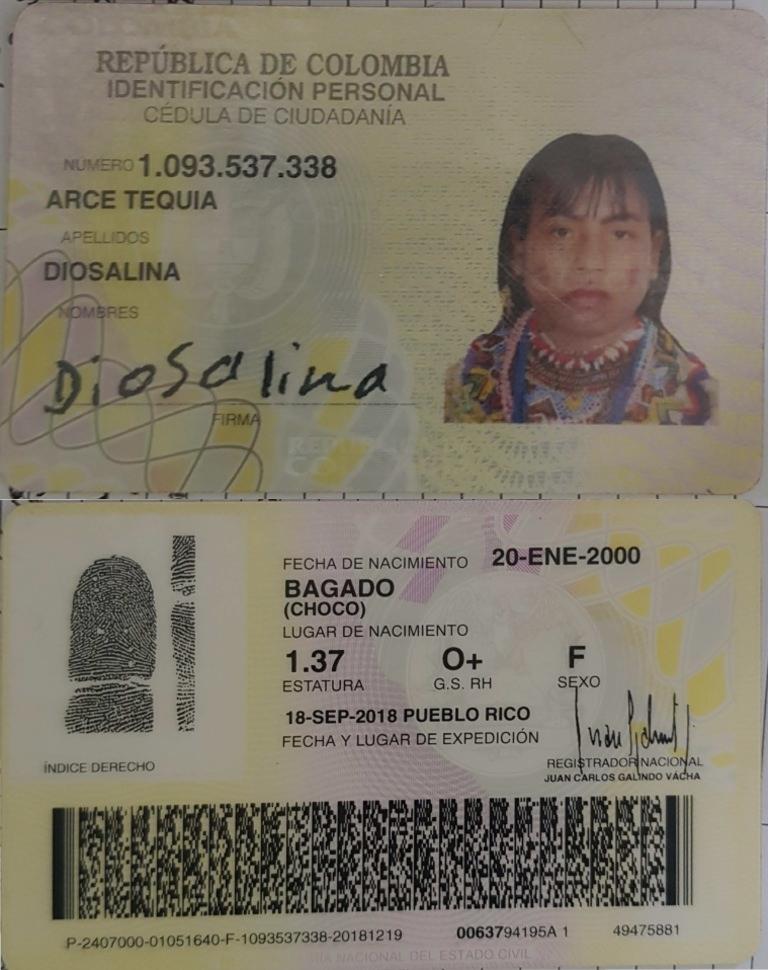 REPÚBLICA DE COLOMBIA
IDENTIFICACIÓN PERSONAL
CÉDULA DE CIUDADANÍA
NÚMERO 1.093.537.338
ARCE TEQUIA
APELLIDOS
DIOSALINA
NOMBRES
Diosalina
FIRMA
FECHA DE NACIMIENTO 20-ENE-2000
BAGADO
(CHOCO)
LUGAR DE NACIMIENTO
1.37 O+ F
ESTATURA G.S. RH SEXO
18-SEP-2018 PUEBLO RICO
FECHA Y LUGAR DE EXPEDICIÓN
ÍNDICE DERECHO
REGISTRADOR NACIONAL
JUAN CARLOS GALINDO VÁCHA
P-2407000-01051640-F-1093537338-20181219 0063794195A 1 49475881
NACIONAL DEL ESTADO CIVIL